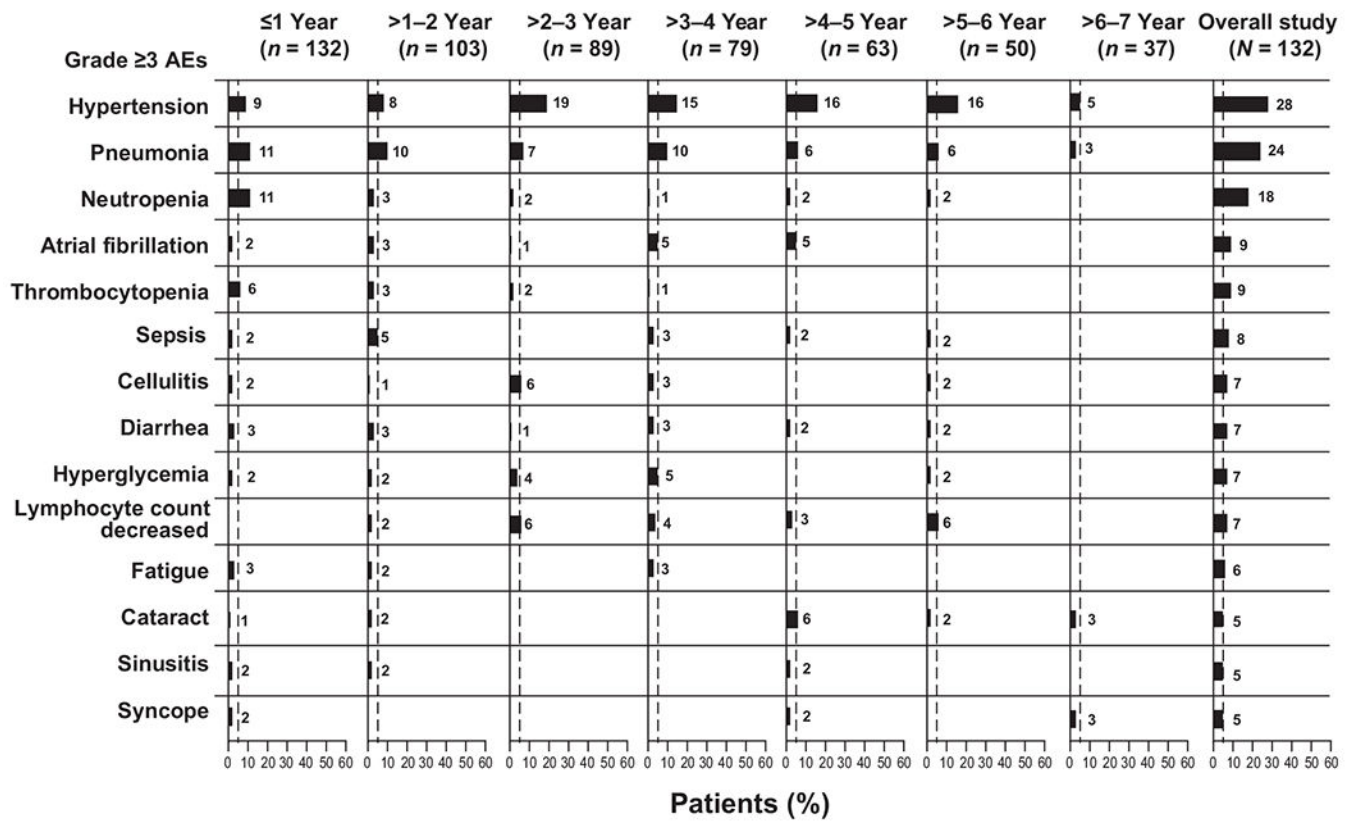 ≤1 Year >1–2 Year >2–3 Year >3–4 Year >4–5 Year >5–6 Year >6–7 Year Overall study
(n = 132) (n = 103) (n = 89) (n = 79) (n = 63) (n = 50) (n = 37) (N = 132)
Grade ≥3 AEs
Hypertension 9 8 19 15 16 16 5 28
Pneumonia 11 10 7 10 6 6 3 24
Neutropenia 11 3 2 1 2 2 18
Atrial fibrillation 2 3 1 5 5 9
Thrombocytopenia 6 3 2 1 9
Sepsis 2 5 3 2 2 8
Cellulitis 2 1 6 3 2 7
Diarrhea 3 3 1 3 2 2 7
Hyperglycemia 2 2 4 5 2 7
Lymphocyte count
decreased 2 6 4 3 6 7
Fatigue 3 2 3 6
Cataract 1 2 6 2 3 5
Sinusitis 2 2 2 5
Syncope 2 2 3 5
0 10 20 30 40 50 60 0 10 20 30 40 50 60 0 10 20 30 40 50 60 0 10 20 30 40 50 60 0 10 20 30 40 50 60 0 10 20 30 40 50 60 0 10 20 30 40 50 60 0 10 20 30 40 50 60
Patients (%)